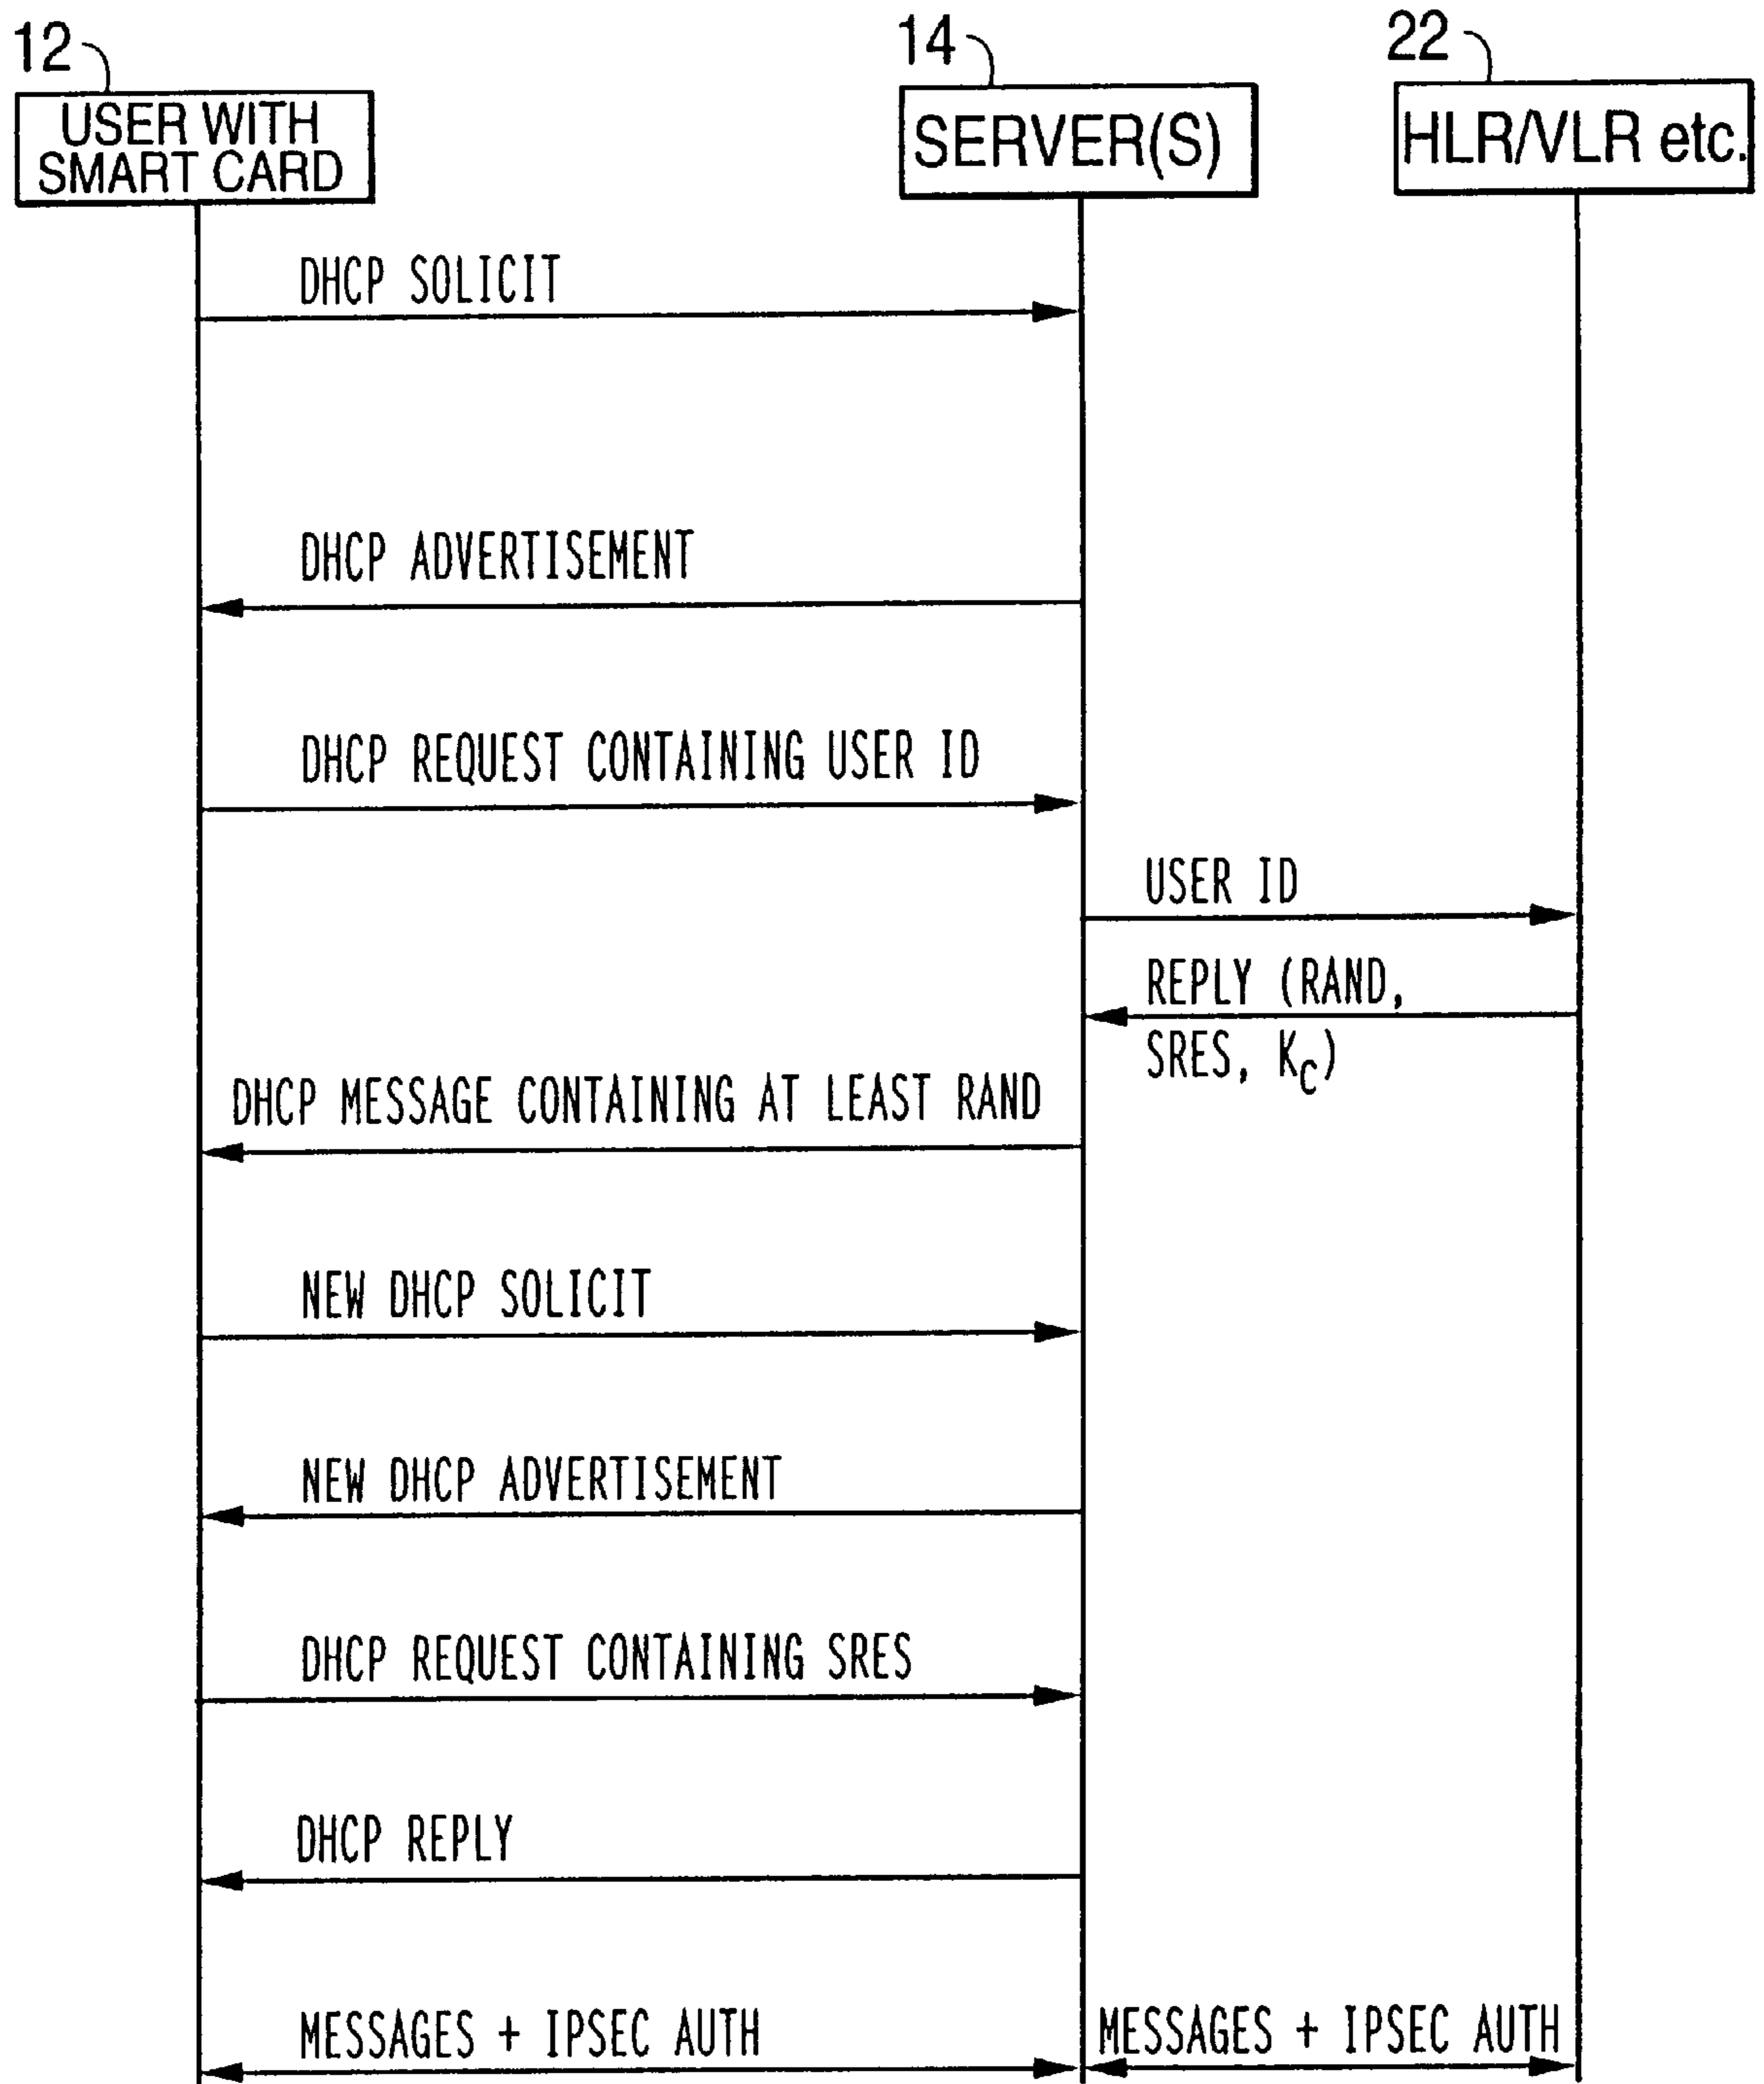 12
14
22
USER WITH
SMART CARD
SERVER(S)
HLR/VLR etc.
DHCP SOLICIT
DHCP ADVERTISEMENT
DHCP REQUEST CONTAINING USER ID
USER ID
REPLY (RAND,
SRES, KC)
DHCP MESSAGE CONTAINING AT LEAST RAND
NEW DHCP SOLICIT
NEW DHCP ADVERTISEMENT
DHCP REQUEST CONTAINING SRES
DHCP REPLY
MESSAGES + IPSEC AUTH
MESSAGES + IPSEC AUTH